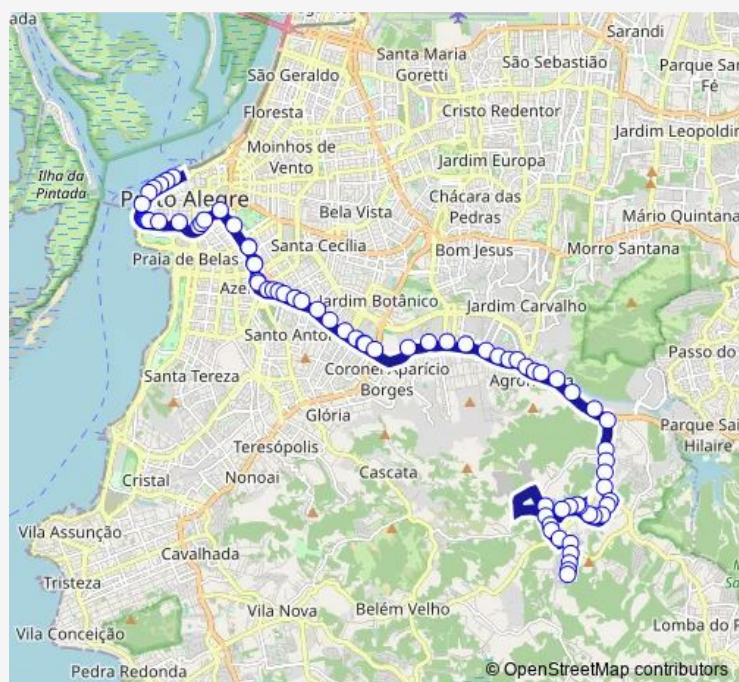 ada
Santa Maria
Goretti
Sarandi
São Sebastião
Parque San
Fé
São Geraldo
Floresta
Cristo Redentor
Jardim Leopoldin
Moinhos de
Vento
Jardim Europa
Ilha da
Pintada
Porto Alegre
Bela Vista
Chácara das
Pedras
Mário Quintana
Santa Cecília
Bom Jesus
Morro Santana
Praia de Belas
Aze
Jardim Botânico
Jardim Carvalho
Santo Anto
Passo do
Santa Tereza
Coronel Aparício
Borges
Agronomia
Glória
Parque Sai
Hilaire
Teresópolis
Cascata
Nonoai
Cristal
Vila Assunção
Cavalhada
Tristeza
Vila Nova
Belém Velho
Vila Conceição
Lomba do P
Pedra Redonda
© OpenStreetMap contributors